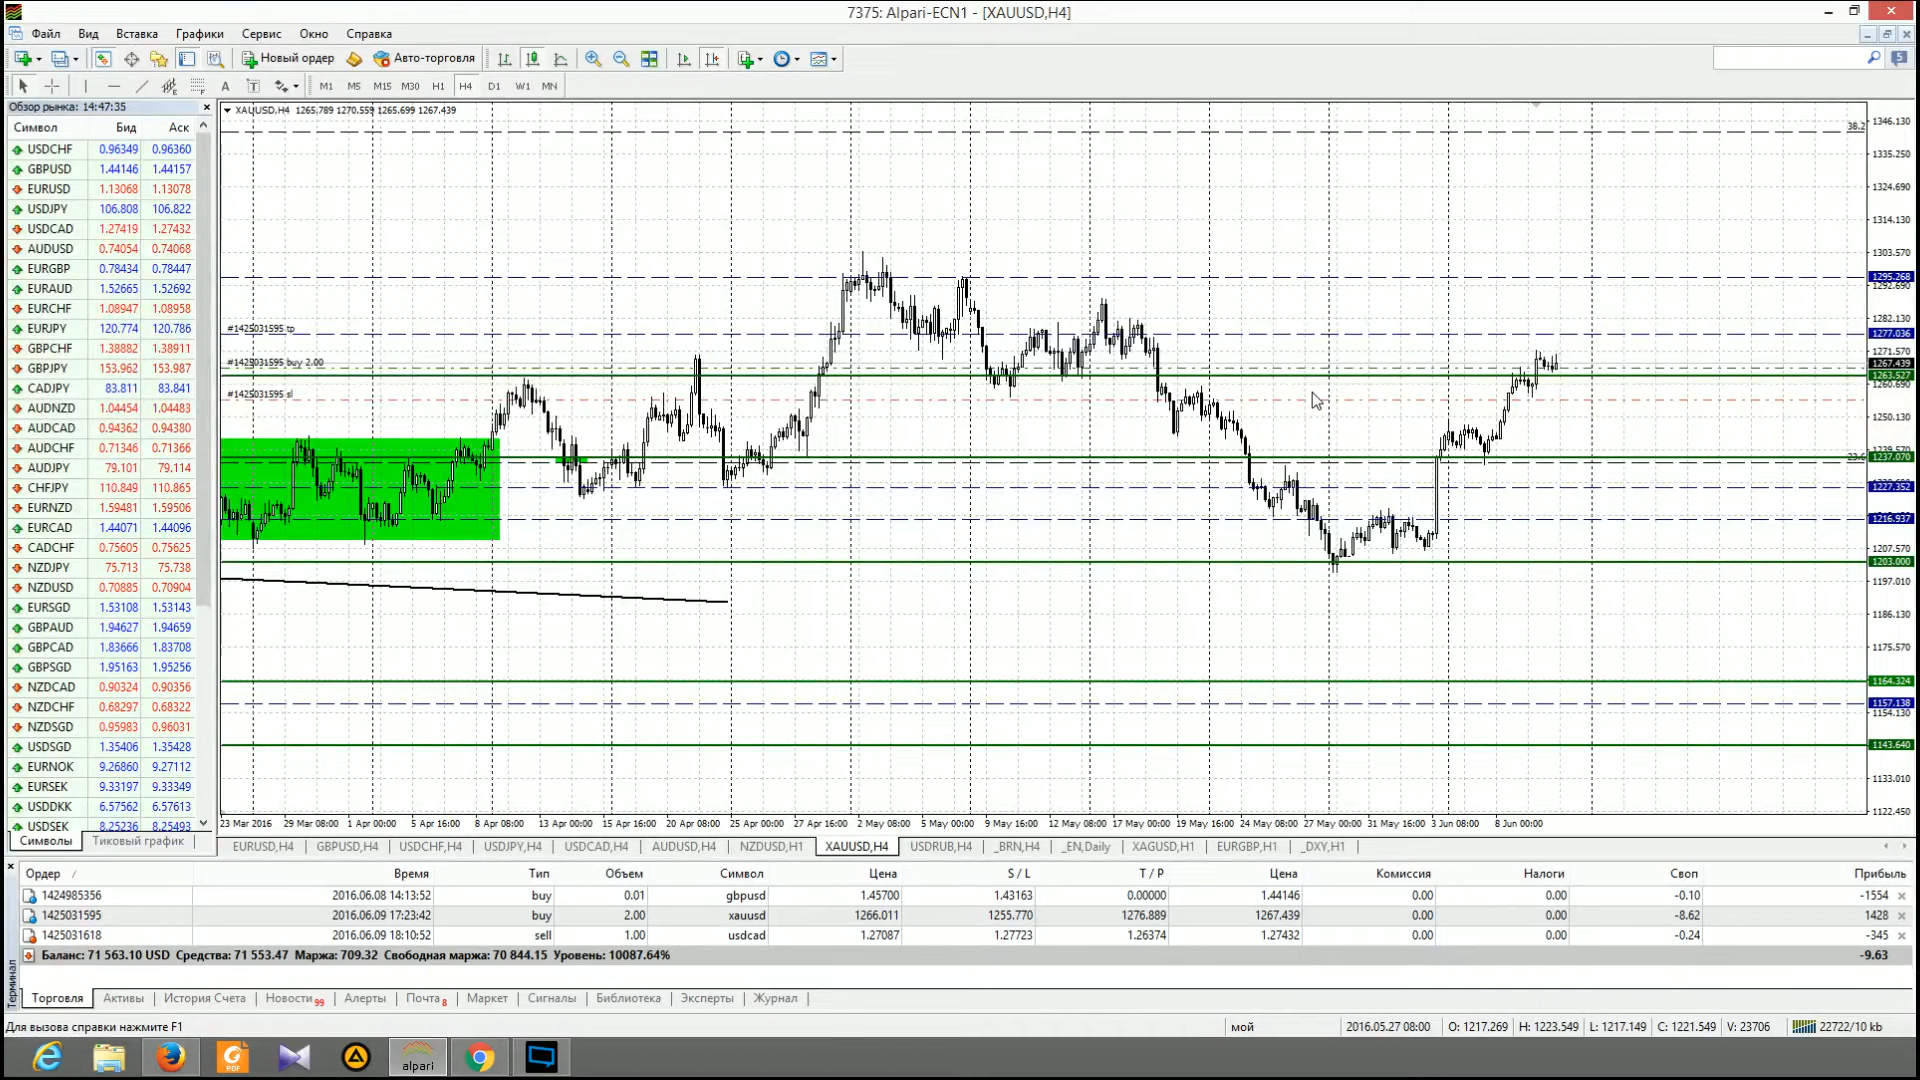 7375: Alpari-ECN1 - [XAUUSD,H4]
Файл Вид Вставка Графики Сервис Окно Справка
Новый ордер Авто-торговля 5
A T M1 M5 M15 M30 H1 H4 D1 W1 MN
Обзор рынка: 14:47:35
Символ Бид Аск
USDCHF 0.96349 0.96360
GBPUSD 1.44146 1.44157
EURUSD 1.13068 1.13078
USDJPY 106.808 106.822
USDCAD 1.27419 1.27432
AUDUSD 0.74054 0.74068
EURGBP 0.78434 0.78447
EURAUD 1.52665 1.52692
EURCHF 1.08947 1.08958
EURJPY 120.774 120.786
GBPCHF 1.38882 1.38911
GBPJPY 153.962 153.987
CADJPY 83.811 83.841
AUDNZD 1.04454 1.04483
AUDCAD 0.94362 0.94380
AUDCHF 0.71346 0.71366
AUDJPY 79.101 79.114
CHFJPY 110.849 110.865
EURNZD 1.59481 1.59506
EURCAD 1.44071 1.44096
CADCHF 0.75605 0.75625
NZDJPY 75.713 75.738
NZDUSD 0.70885 0.70904
EURSGD 1.53108 1.53143
GBPAUD 1.94627 1.94659
GBPCAD 1.83666 1.83708
GBPSGD 1.95163 1.95256
NZDCAD 0.90324 0.90356
NZDCHF 0.68297 0.68322
NZDSGD 0.95983 0.96031
USDSGD 1.35406 1.35428
EURNOK 9.26860 9.27112
EURSEK 9.33197 9.33349
USDDKK 6.57562 6.57613
USDSEK 8.25236 8.25493
Символы Тиковый график
XAUUSD,H4 1265.789 1270.559 1265.699 1267.439
#1425031595 tp
#1425031595 buy 2.00
#1425031595 sl
38.2
23.6
1346.130
1335.250
1324.690
1314.130
1303.570
1295.268
1292.690
1282.130
1277.036
1271.570
1267.439
1263.527
1260.690
1250.130
1237.070
1227.352
1216.937
1207.570
1203.000
1197.010
1186.130
1175.570
1164.324
1157.138
1154.130
1143.640
1133.010
1122.450
23 Mar 2016 29 Mar 08:00 1 Apr 00:00 5 Apr 16:00 8 Apr 08:00 13 Apr 00:00 15 Apr 16:00 20 Apr 08:00 25 Apr 00:00 27 Apr 16:00 2 May 08:00 5 May 00:00 9 May 16:00 12 May 08:00 17 May 00:00 19 May 16:00 24 May 08:00 27 May 00:00 31 May 16:00 3 Jun 08:00 8 Jun 00:00
EURUSD,H4 GBPUSD,H4 USDCHF,H4 USDJPY,H4 USDCAD,H4 AUDUSD,H4 NZDUSD,H1 XAUUSD,H4 USDRUB,H4 _BRN,H4 _EN,Daily XAGUSD,H1 EURGBP,H1 _DXY,H1
Ордер / Время Тип Объем Символ Цена S / L T / P Цена Комиссия Налоги Своп Прибыль
1424985356 2016.06.08 14:13:52 buy 0.01 gbpusd 1.45700 1.43163 0.00000 1.44146 0.00 0.00 -0.10 -1554
1425031595 2016.06.09 17:23:42 buy 2.00 xauusd 1266.011 1255.770 1276.889 1267.439 0.00 0.00 -8.62 1428
1425031618 2016.06.09 18:10:52 sell 1.00 usdcad 1.27087 1.27723 1.26374 1.27432 0.00 0.00 -0.24 -345
Баланс: 71 563.10 USD Средства: 71 553.47 Маржа: 709.32 Свободная маржа: 70 844.15 Уровень: 10087.64% -9.63
Терминал
Торговля Активы История Счета Новости 99 Алерты Почта 8 Маркет Сигналы Библиотека Эксперты Журнал
Для вызова справки нажмите F1 мой 2016.05.27 08:00 O: 1217.269 H: 1223.549 L: 1217.149 C: 1221.549 V: 23706 22722/10 kb
PDF alpari